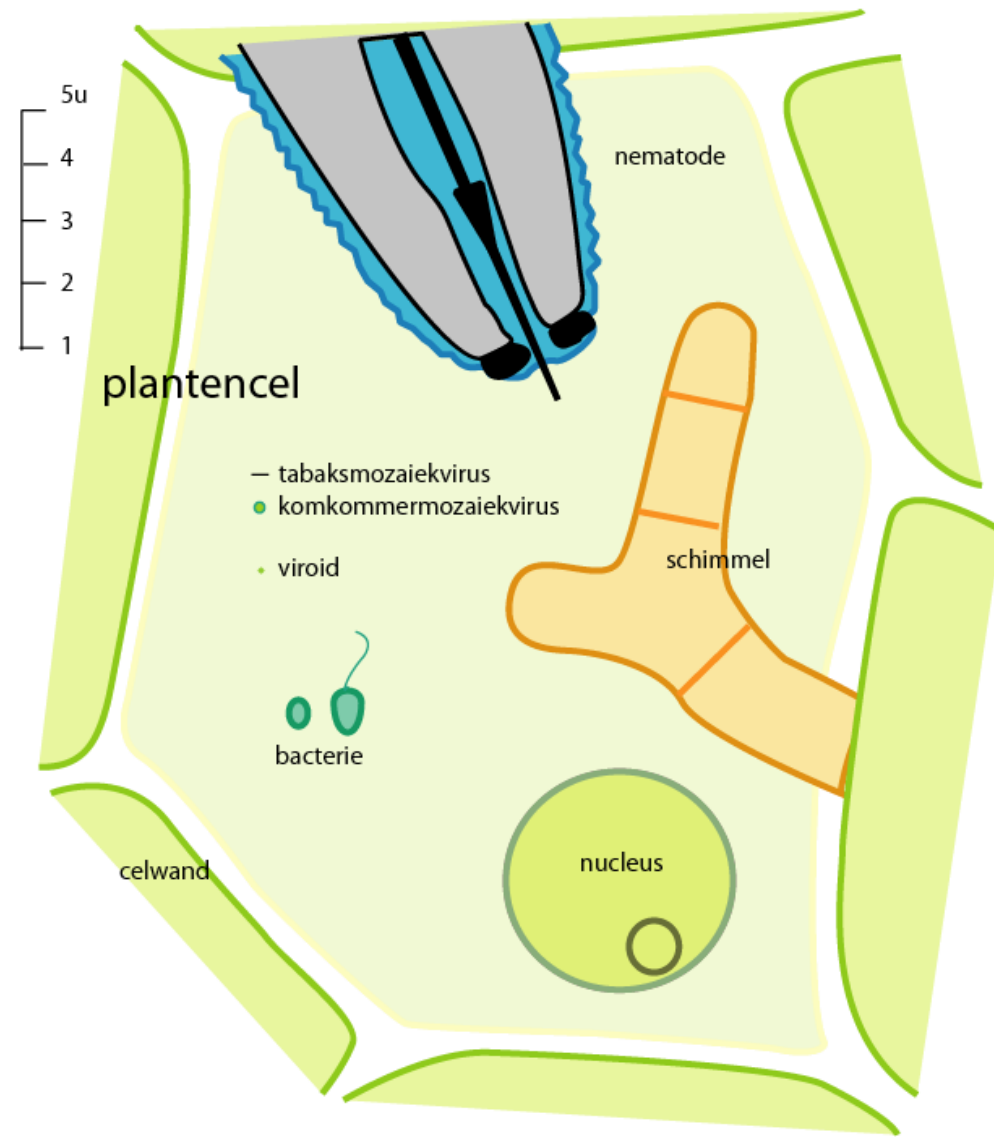 5u
4
3
2
1
nematode
plantencel
tabaksmozaiekvirus
komkommermozaiekvirus
viroid
schimmel
bacterie
nucleus
celwand